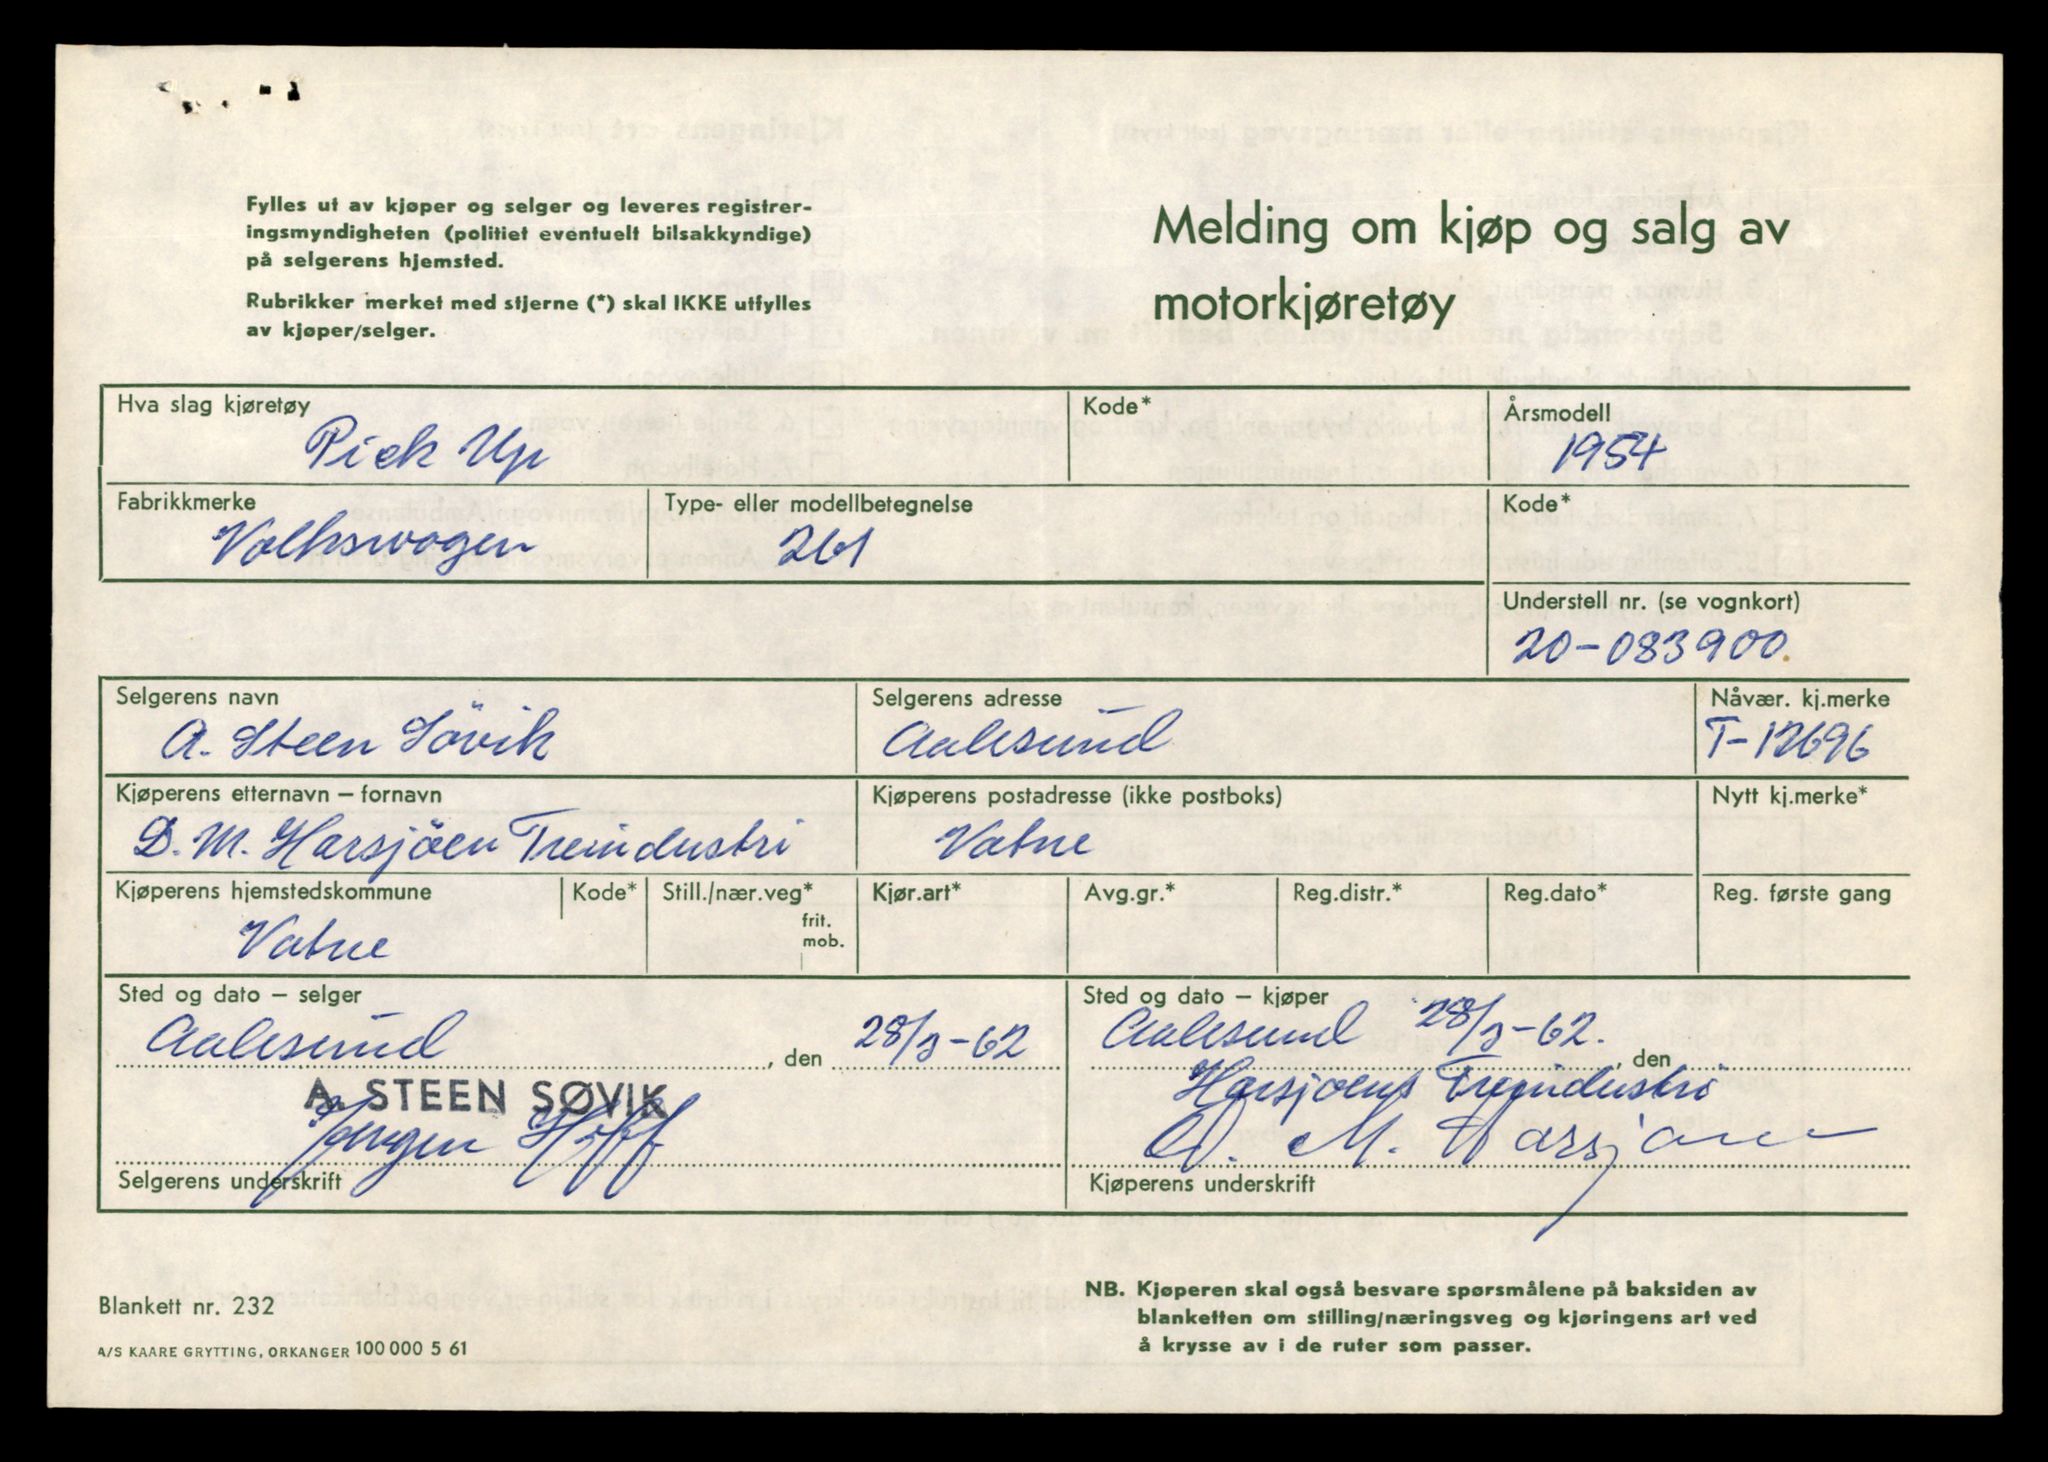 Fylles ut av kjøper og selger og leveres registrer-
ingsmyndigheten (politiet eventuelt bilsakkyndige)
på selgerens hjemsted.
Rubrikker merket med stjerne (*) skal IKKE utfylles
av kjøper/selger.
Melding om kjøp og salg av
motorkjøretøy
Hva slag kjøretøy
Pick Up
Kode*
Årsmodell
1954
Fabrikkmerke
Volkswagen
Type- eller modellbetegnelse
261
Kode*
Understell nr. (se vognkort)
20-083900.
Selgerens navn
A. Steen Sövik
Selgerens adresse
Aalesund
Nåvær. kj.merke
T-12696
Kjøperens etternavn – fornavn
D. M. Harsjöen Treindustri
Kjøperens postadresse (ikke postboks)
Vatne
Nytt kj.merke*
Kjøperens hjemstedskommune
Vatne
Kode*
Still./nær.veg*
frit.
mob.
Kjør.art*
Avg.gr.*
Reg.distr.*
Reg.dato*
Reg. første gang
Sted og dato – selger
Aalesund, den 28/3-62
A. STEEN SØVIK
Jørgen Hoff
Selgerens underskrift
Sted og dato – kjøper
Aalesund 28/3-62., den
Harsjoens Treindustri
D. M. Harsjoen
Kjøperens underskrift
Blankett nr. 232
A/S KAARE GRYTTING, ORKANGER 100 000 5 61
NB. Kjøperen skal også besvare spørsmålene på baksiden av
blanketten om stilling/næringsveg og kjøringens art ved
å krysse av i de ruter som passer.